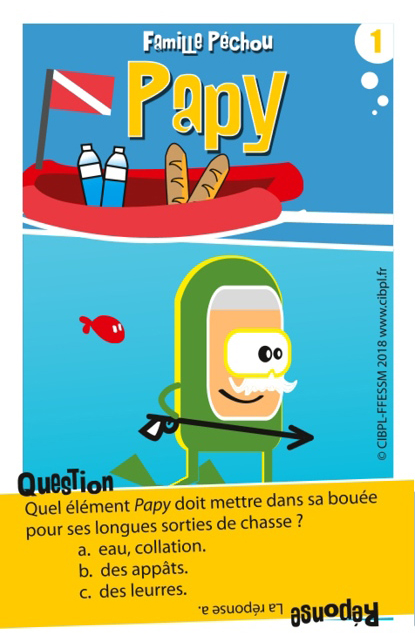 Famille Péchou
1
Papy
© CIBPL-FFESSM 2018 www.cibpl.fr
Question
Quel élément Papy doit mettre dans sa bouée
pour ses longues sorties de chasse ?
a. eau, collation.
b. des appâts.
c. des leurres.
Réponse
La réponse a.